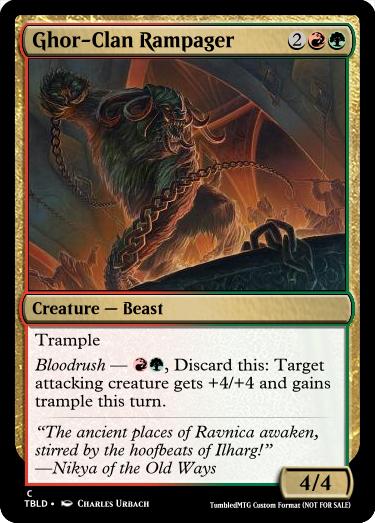 Ghor-Clan Rampager 2
Creature — Beast
Trample
Bloodrush — , Discard this: Target
attacking creature gets +4/+4 and gains
trample this turn.
“The ancient places of Ravnica awaken,
stirred by the hoofbeats of Ilharg!”
—Nikya of the Old Ways
4/4
C
TBLD • Charles Urbach
TumbledMTG Custom Format (NOT FOR SALE)